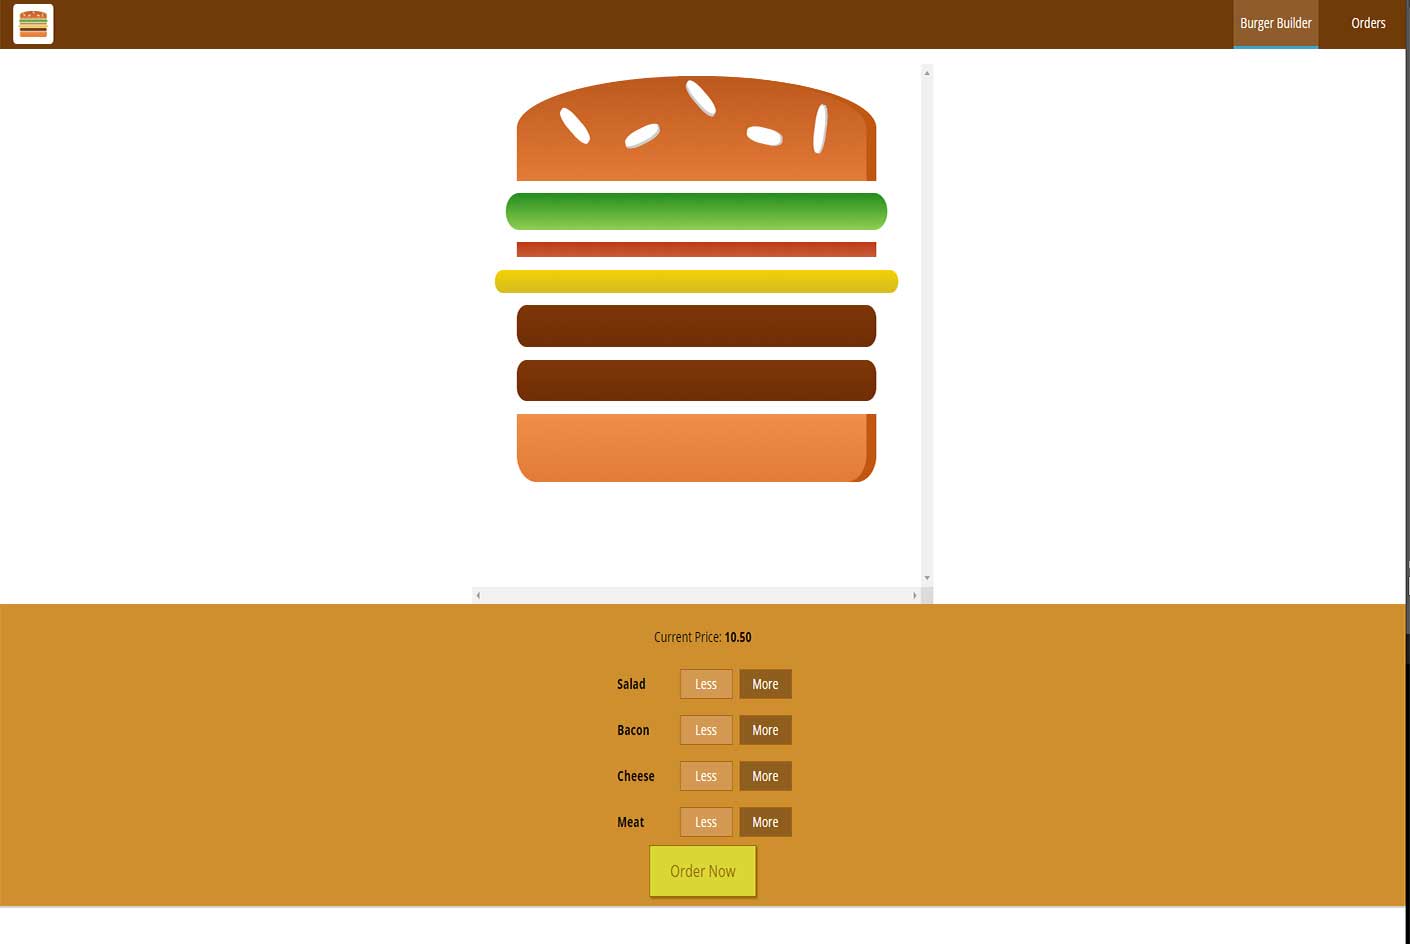 Burger Builder Orders
Current Price: 10.50
Salad Less More
Bacon Less More
Cheese Less More
Meat Less More
Order Now